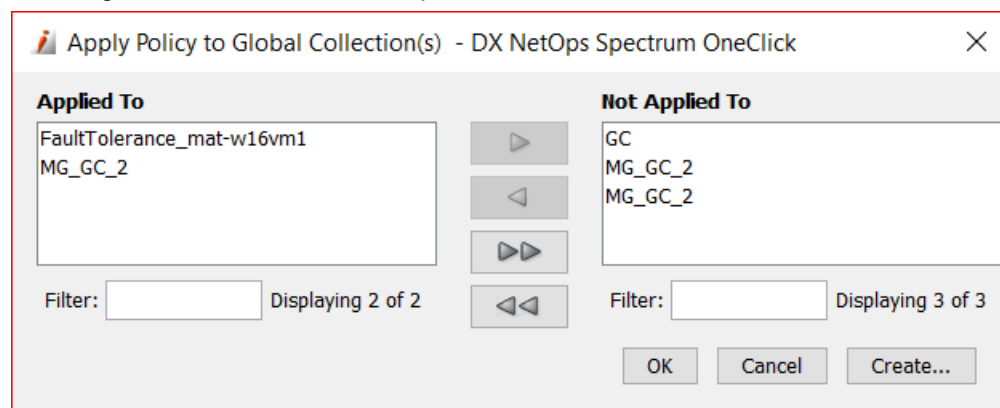 Apply Policy to Global Collection(s) - DX NetOps Spectrum OneClick
Applied To
FaultTolerance_mat-w16vm1
MG_GC_2
Filter:
Displaying 2 of 2
Not Applied To
GC
MG_GC_2
MG_GC_2
Filter:
Displaying 3 of 3
OK
Cancel
Create...